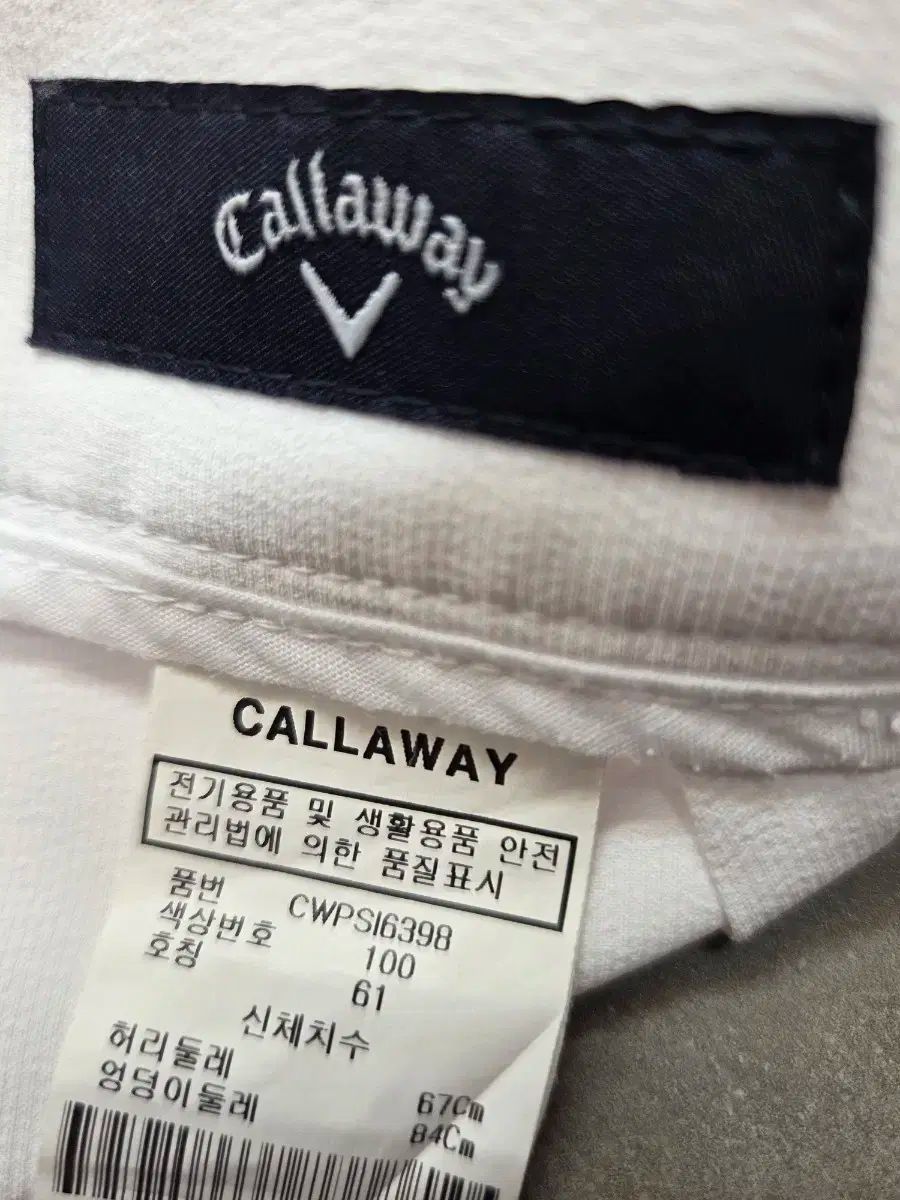 Callaway
CALLAWAY
전기용품 및 생활용품 안전
관리법에 의한 품질표시
품번 CWPSI6398
색상번호 100
호칭 61
신체치수
허리둘레 67Cm
엉덩이둘레 84Cm